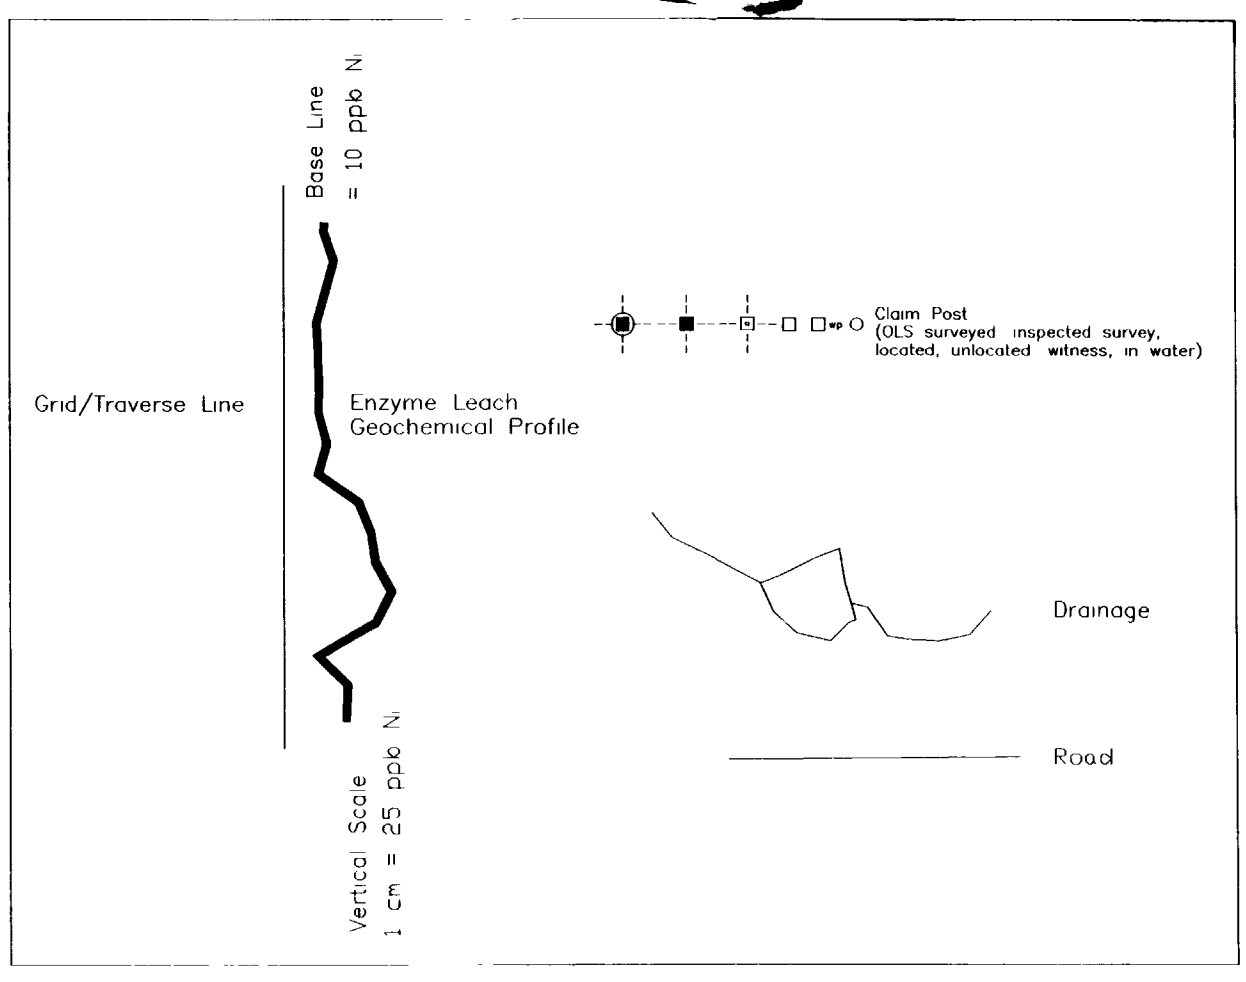 Base Line
= 10 ppb Ni
Grid/Traverse Line
Enzyme Leach
Geochemical Profile
Vertical Scale
1 cm = 25 ppb Ni
wp
Claim Post
(OLS surveyed inspected survey,
located, unlocated witness, in water)
Drainage
Road